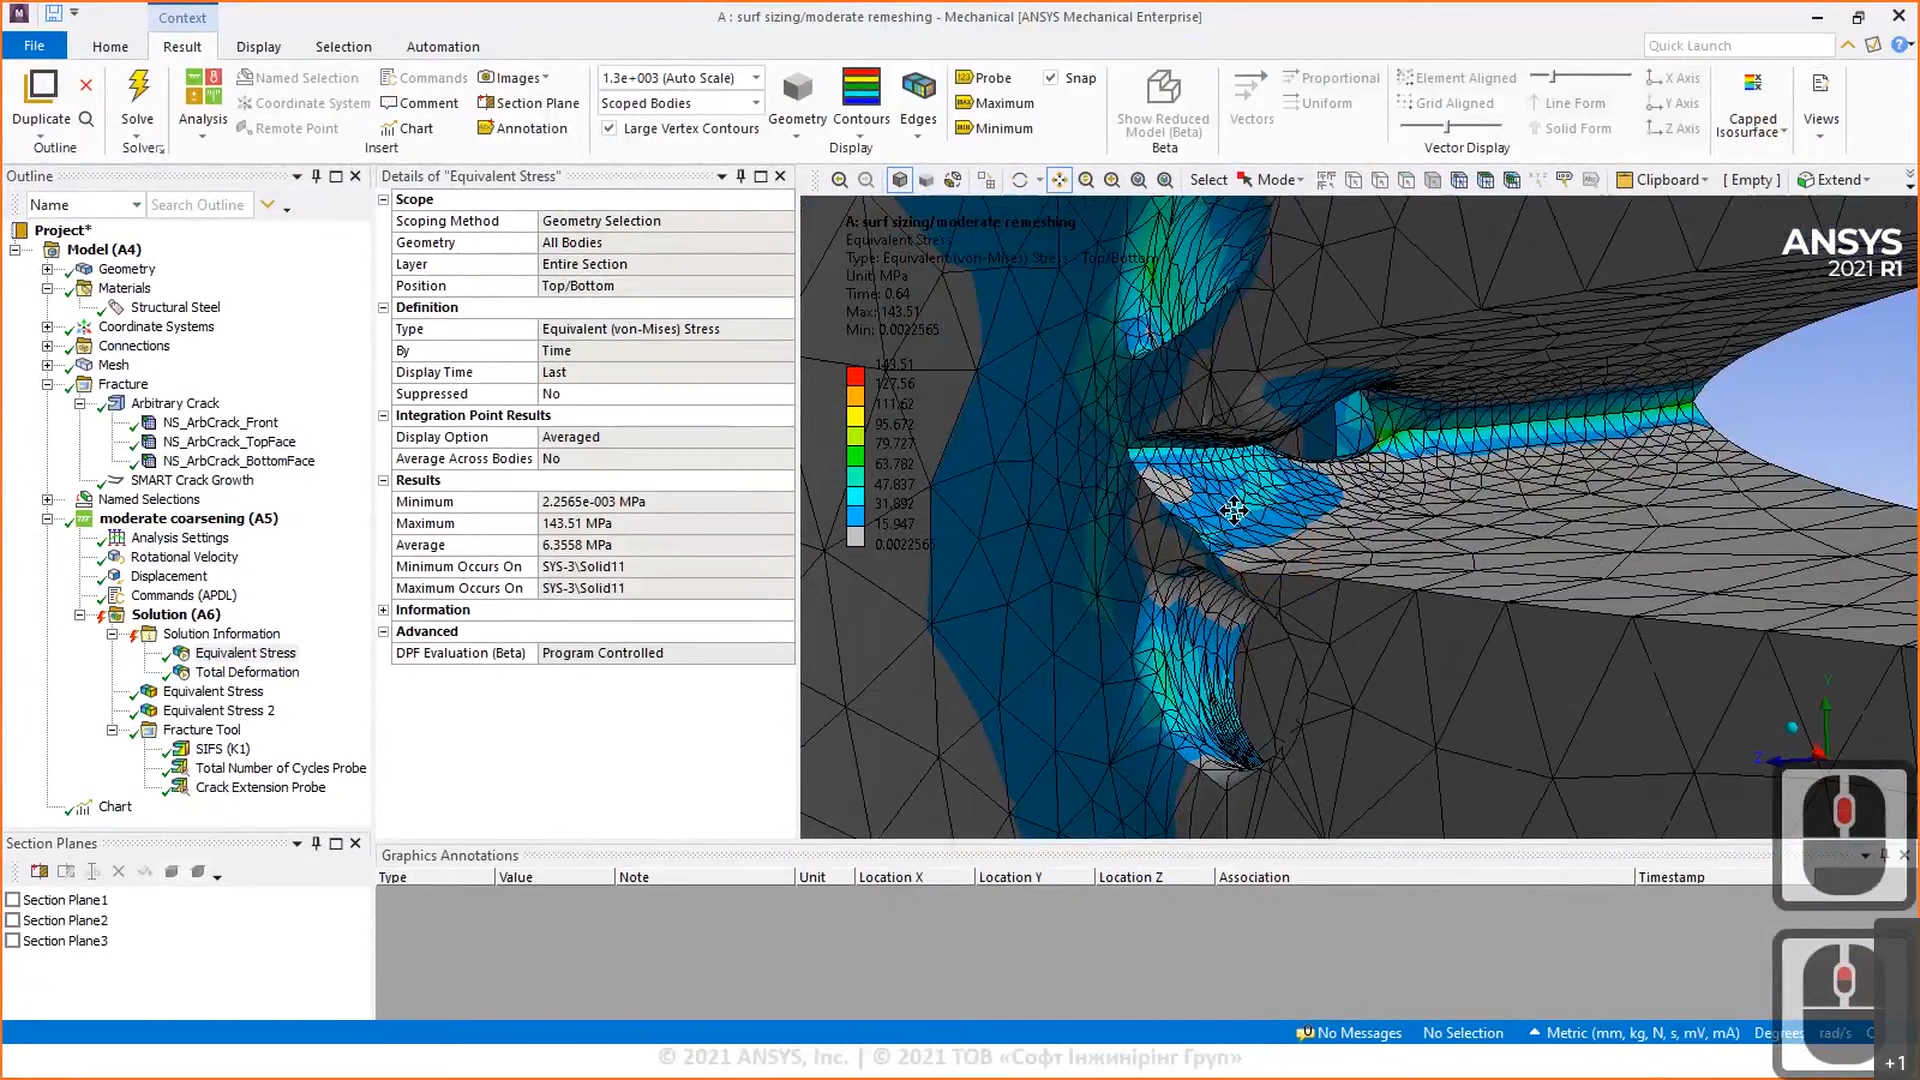 Context
A : surf sizing/moderate remeshing - Mechanical [ANSYS Mechanical Enterprise]
File
Home
Result
Display
Selection
Automation
Quick Launch
Duplicate
Outline
Solve
Solver
Analysis
Named Selection
Coordinate System
Remote Point
Commands
Comment
Chart
Images
Section Plane
Annotation
Insert
1.3e+003 (Auto Scale)
Scoped Bodies
Large Vertex Contours
Geometry
Contours
Edges
Display
Probe
Maximum
Minimum
Snap
Show Reduced
Model (Beta)
Beta
Vectors
Proportional
Uniform
Element Aligned
Grid Aligned
Line Form
Solid Form
X Axis
Y Axis
Z Axis
Vector Display
Capped
Isosurface
Views
Outline
Name
Search Outline
Project*
Model (A4)
Geometry
Materials
Structural Steel
Coordinate Systems
Connections
Mesh
Fracture
Arbitrary Crack
NS_ArbCrack_Front
NS_ArbCrack_TopFace
NS_ArbCrack_BottomFace
SMART Crack Growth
Named Selections
moderate coarsening (A5)
Analysis Settings
Rotational Velocity
Displacement
Commands (APDL)
Solution (A6)
Solution Information
Equivalent Stress
Total Deformation
Equivalent Stress
Equivalent Stress 2
Fracture Tool
SIFS (K1)
Total Number of Cycles Probe
Crack Extension Probe
Chart
Section Planes
Section Plane1
Section Plane2
Section Plane3
Details of "Equivalent Stress"
Scope
Scoping Method Geometry Selection
Geometry All Bodies
Layer Entire Section
Position Top/Bottom
Definition
Type Equivalent (von-Mises) Stress
By Time
Display Time Last
Suppressed No
Integration Point Results
Display Option Averaged
Average Across Bodies No
Results
Minimum 2.2565e-003 MPa
Maximum 143.51 MPa
Average 6.3558 MPa
Minimum Occurs On SYS-3\Solid11
Maximum Occurs On SYS-3\Solid11
Information
Advanced
DPF Evaluation (Beta) Program Controlled
Select
Mode
Clipboard
[ Empty ]
Extend
A: surf sizing/moderate remeshing
Equivalent Stress
Type: Equivalent (von-Mises) Stress - Top/Bottom
Unit: MPa
Time: 0.64
Max: 143.51
Min: 0.0022565
143.51
127.56
111.62
95.672
79.727
63.782
47.837
31.892
15.947
0.0022565
ANSYS
2021 R1
Y
Z
Graphics Annotations
Type Value Note Unit Location X Location Y Location Z Association Timestamp
No Messages
No Selection
Metric (mm, kg, N, s, mV, mA)
Degrees
rad/s
© 2021 ANSYS, Inc. | © 2021 ТОВ «Софт Інжинірінг Груп»
+1